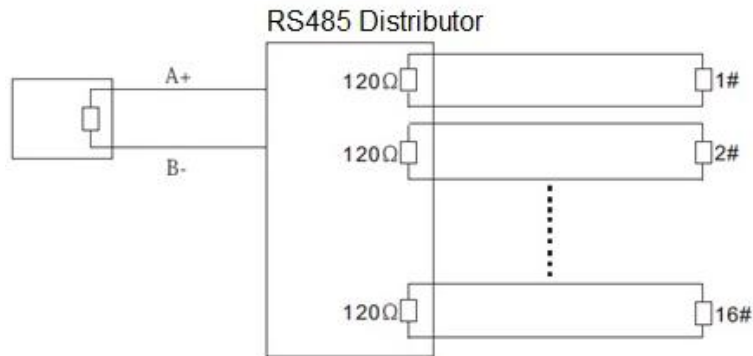 RS485 Distributor
A+
B-
120Ω 1#
120Ω 2#
120Ω 16#